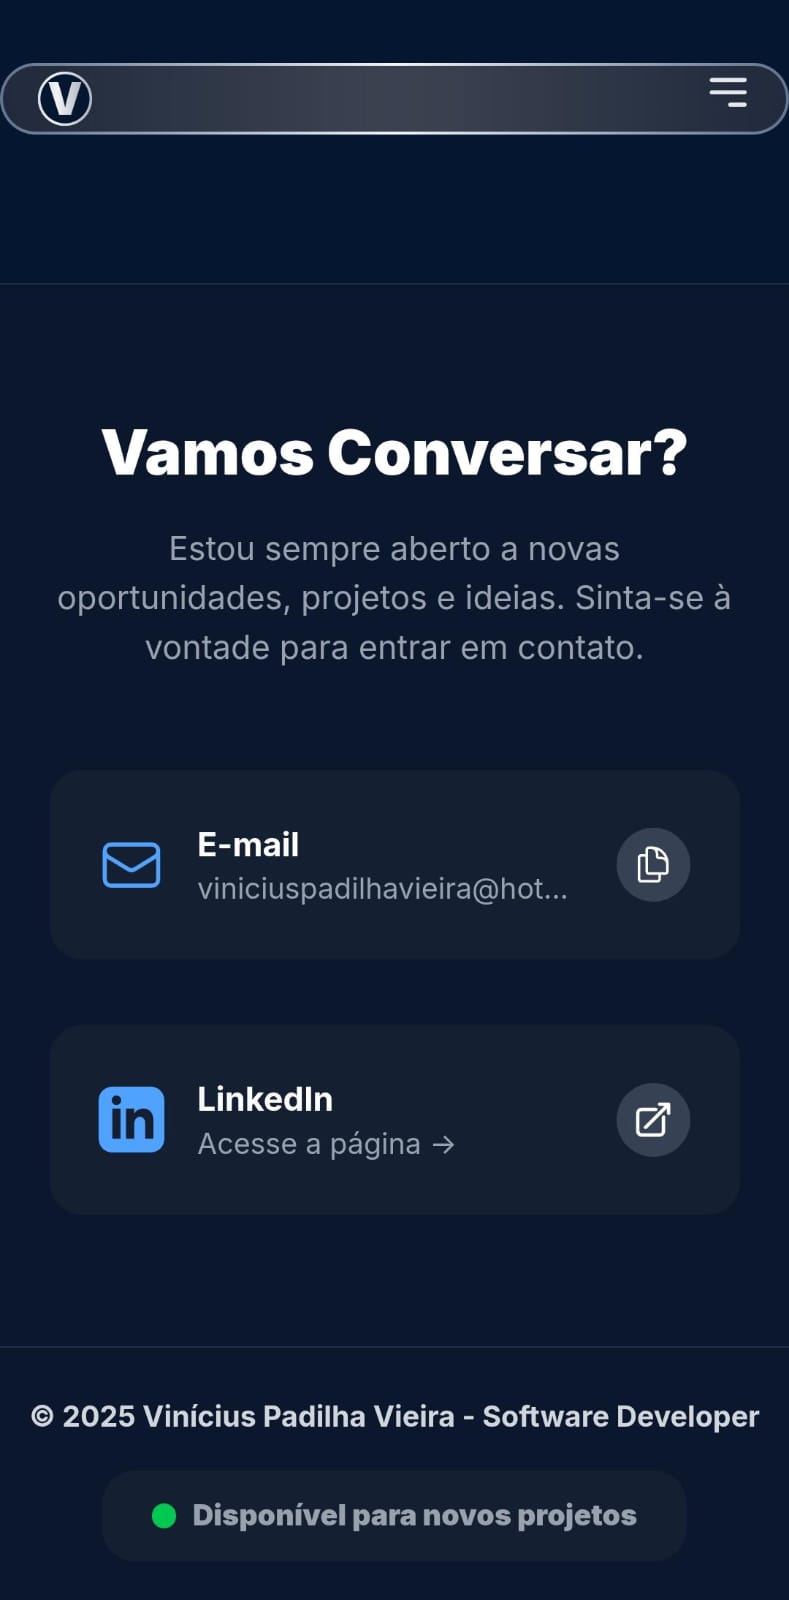 V
Vamos Conversar?
Estou sempre aberto a novas
oportunidades, projetos e ideias. Sinta-se à
vontade para entrar em contato.
E-mail
viniciuspadilhavieira@hot...
in
LinkedIn
Acesse a página →
© 2025 Vinícius Padilha Vieira - Software Developer
Disponível para novos projetos